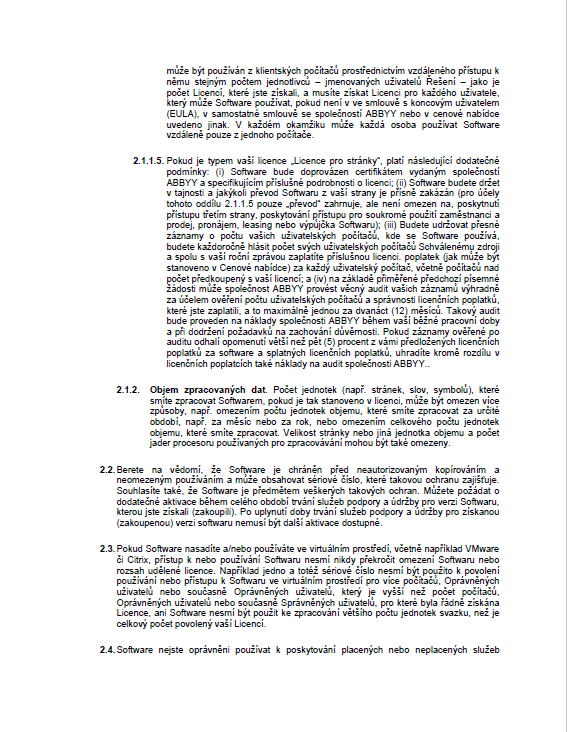 může být používán z klientských počítačů prostřednictvím vzdáleného přístupu k
němu stejným počtem jednotlivců – jmenovaných uživatelů Řešení – jako je
počet Licencí, které jste získali, a musíte získat Licenci pro každého uživatele,
který může Software používat, pokud není v ve smlouvě s koncovým uživatelem
(EULA), v samostatné smlouvě se společností ABBYY nebo v cenové nabídce
uvedeno jinak. V každém okamžiku může každá osoba používat Software
vzdáleně pouze z jednoho počítače.
2.1.1.5. Pokud je typem vaší licence „Licence pro stránky“, platí následující dodatečné
podmínky: (i) Software bude doprovázen certifikátem vydaným společností
ABBYY a specifikujícím příslušné podrobnosti o licenci; (ii) Software budete držet
v tajnosti a jakýkoli převod Softwaru z vaší strany je přísně zakázán (pro účely
tohoto oddílu 2.1.1.5 pouze „převod“ zahrnuje, ale není omezen na, poskytnutí
přístupu třetím strany, poskytování přístupu pro soukromé použití zaměstnanci a
prodej, pronájem, leasing nebo výpůjčka Softwaru); (iii) Budete udržovat přesné
záznamy o počtu vašich uživatelských počítačů, kde se Software používá,
budete každoročně hlásit počet svých uživatelských počítačů Schválenému zdroji
a spolu s vaší roční zprávou zaplatíte příslušnou licenci. poplatek (jak může být
stanoveno v Cenové nabídce) za každý uživatelský počítač, včetně počítačů nad
počet předkoupený s vaší licencí; a (iv) na základě přiměřené předchozí písemné
žádosti může společnost ABBYY provést věcný audit vašich záznamů výhradně
za účelem ověření počtu uživatelských počítačů a správnosti licenčních poplatků,
které jste zaplatili, a to maximálně jednou za dvanáct (12) měsíců. Takový audit
bude proveden na náklady společnosti ABBYY během vaší běžné pracovní doby
a při dodržení požadavků na zachování důvěrnosti. Pokud záznamy ověřené po
auditu odhalí opomenutí větší než pět (5) procent z vámi předložených licenčních
poplatků za software a splatných licenčních poplatků, uhradíte kromě rozdílu v
licenčních poplatcích také náklady na audit společnosti ABBYY..
2.1.2. Objem zpracovaných dat. Počet jednotek (např. stránek, slov, symbolů), které
smíte zpracovat Softwarem, pokud je tak stanoveno v licenci, může být omezen více
způsoby, např. omezením počtu jednotek objemu, které smíte zpracovat za určité
období, např. za měsíc nebo za rok, nebo omezením celkového počtu jednotek
objemu, které smíte zpracovat. Velikost stránky nebo jiná jednotka objemu a počet
jader procesoru používaných pro zpracovávání mohou být také omezeny.
2.2. Berete na vědomí, že Software je chráněn před neautorizovaným kopírováním a
neomezeným používáním a může obsahovat sériové číslo, které takovou ochranu zajišťuje.
Souhlasíte také, že Software je předmětem veškerých takových ochran. Můžete požádat o
dodatečné aktivace během celého období trvání služeb podpory a údržby pro verzi Softwaru,
kterou jste získali (zakoupili). Po uplynutí doby trvání služeb podpory a údržby pro získanou
(zakoupenou) verzi softwaru nemusí být další aktivace dostupné.
2.3. Pokud Software nasadíte a/nebo používáte ve virtuálním prostředí, včetně například VMware
či Citrix, přístup k nebo používání Softwaru nesmí nikdy překročit omezení Softwaru nebo
rozsah udělené licence. Například jedno a totéž sériové číslo nesmí být použito k povolení
používání nebo přístupu k Softwaru ve virtuálním prostředí pro více počítačů, Oprávněných
uživatelů nebo současně Oprávněných uživatelů, který je vyšší než počet počítačů,
Oprávněných uživatelů nebo současně Správněných uživatelů, pro které byla řádně získána
Licence, ani Software nesmí být použit ke zpracování většího počtu jednotek svazku, než je
celkový počet povolený vaší Licencí.
2.4. Software nejste oprávněni používat k poskytování placených nebo neplacených služeb